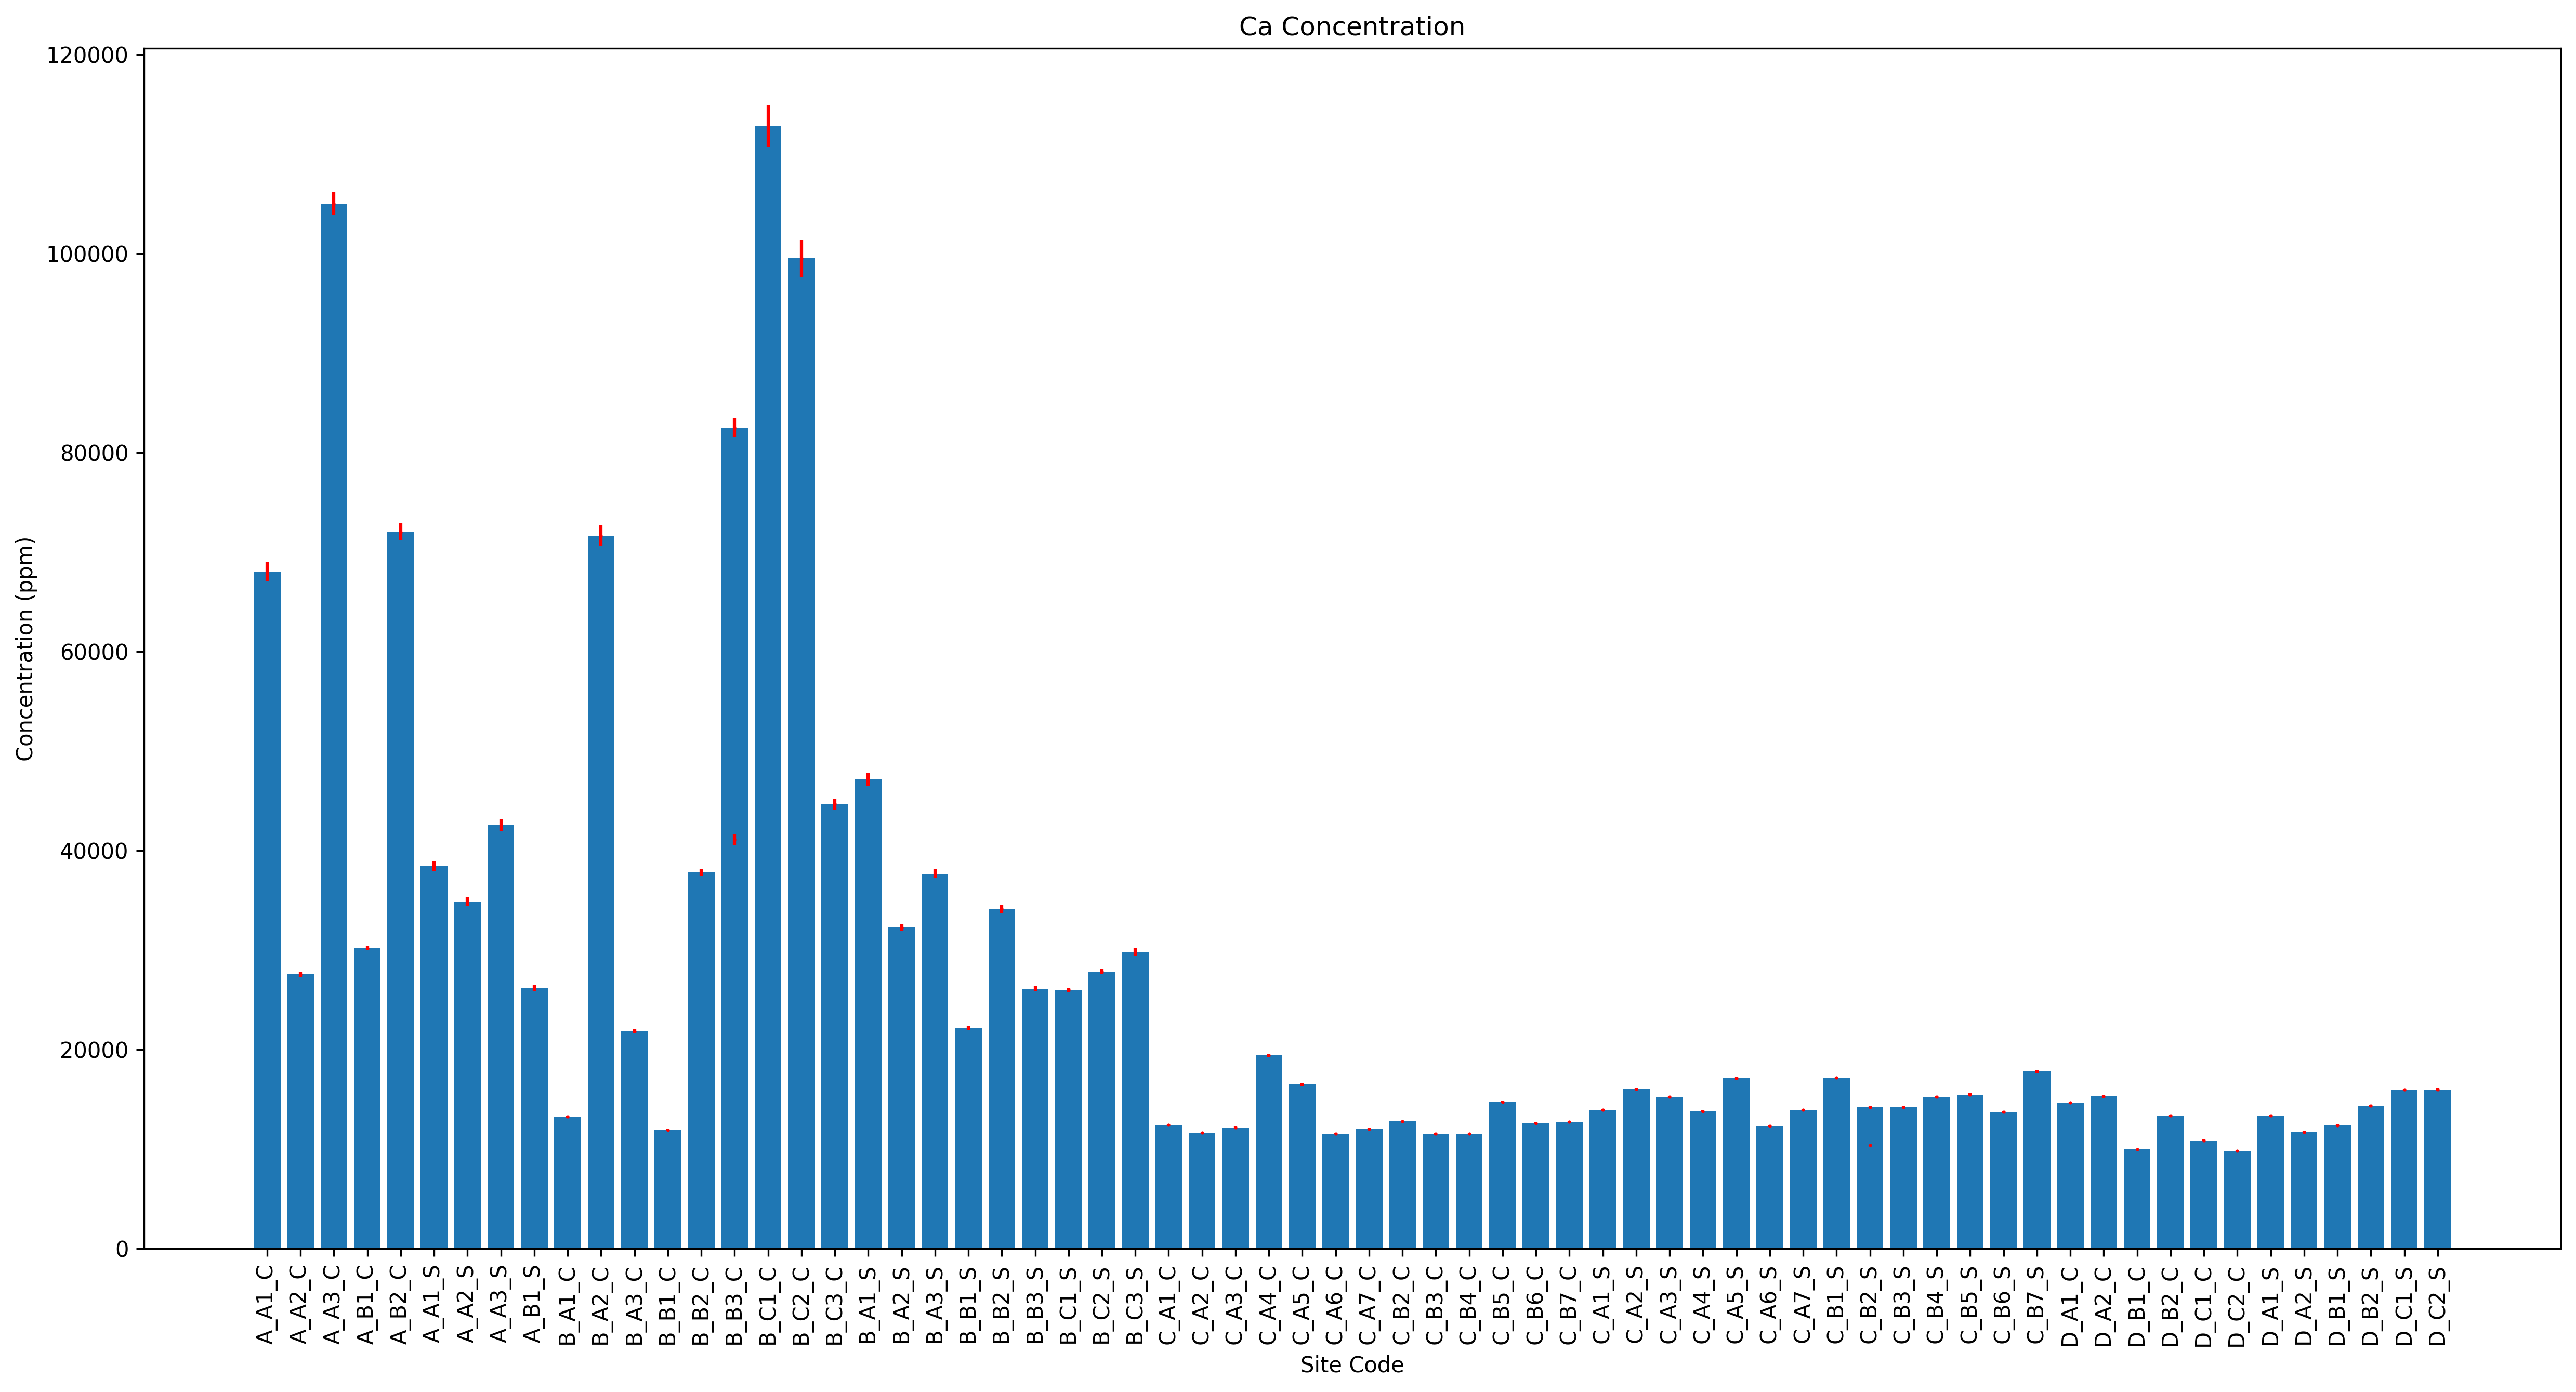 Ca Concentration
120000
100000
80000
60000
40000
20000
0
Concentration (ppm)
A_A1_C
A_A2_C
A_A3_C
A_B1_C
A_B2_C
A_A1_S
A_A2_S
A_A3_S
A_B1_S
B_A1_C
B_A2_C
B_A3_C
B_B1_C
B_B2_C
B_B3_C
B_C1_C
B_C2_C
B_C3_C
B_A1_S
B_A2_S
B_A3_S
B_B1_S
B_B2_S
B_B3_S
B_C1_S
B_C2_S
B_C3_S
C_A1_C
C_A2_C
C_A3_C
C_A4_C
C_A5_C
C_A6_C
C_A7_C
C_B2_C
C_B3_C
C_B4_C
C_B5_C
C_B6_C
C_B7_C
C_A1_S
C_A2_S
C_A3_S
C_A4_S
C_A5_S
C_A6_S
C_A7_S
C_B1_S
C_B2_S
C_B3_S
C_B4_S
C_B5_S
C_B6_S
C_B7_S
D_A1_C
D_A2_C
D_B1_C
D_B2_C
D_C1_C
D_C2_C
D_A1_S
D_A2_S
D_B1_S
D_B2_S
D_C1_S
D_C2_S
Site Code